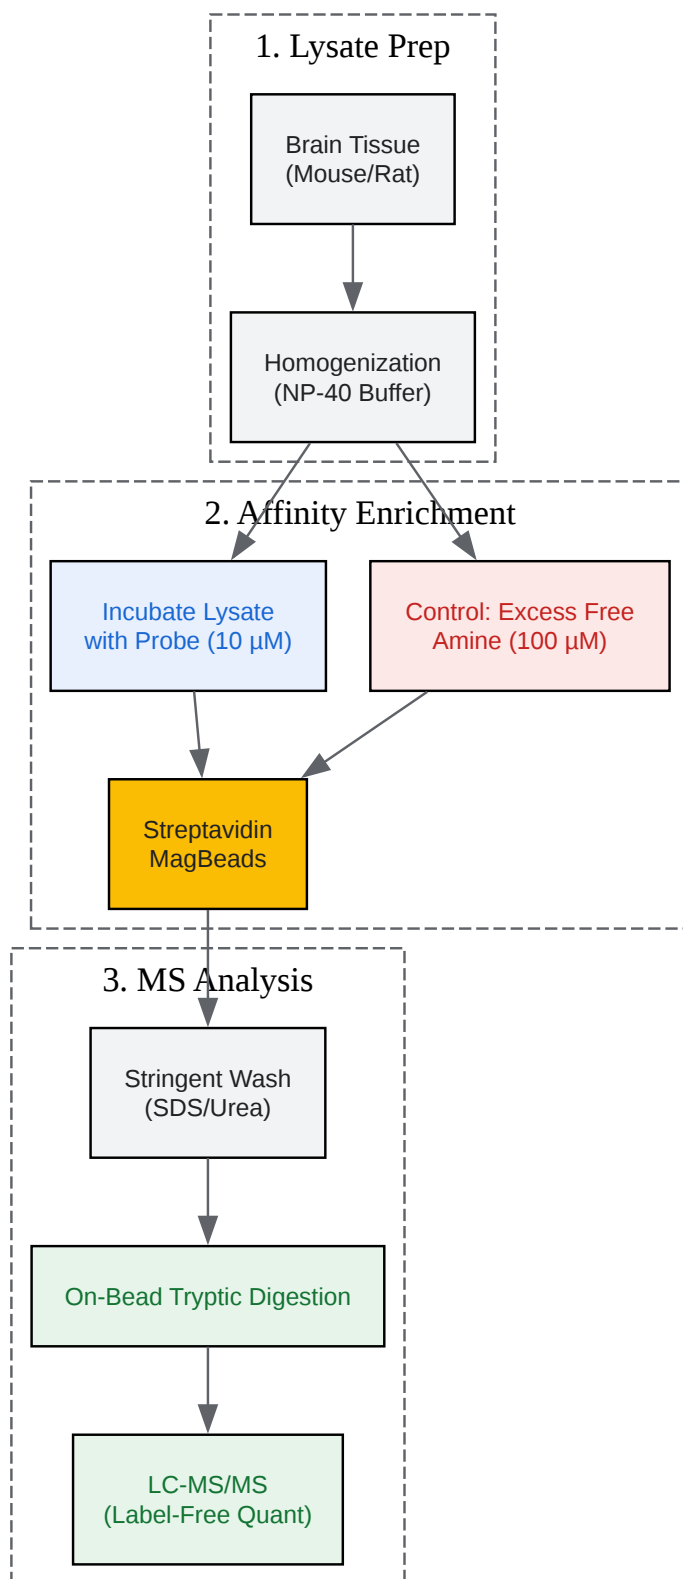 1. Lysate Prep
Brain Tissue
(Mouse/Rat)
Homogenization
(NP-40 Buffer)
2. Affinity Enrichment
Incubate Lysate
with Probe (10 µM)
Control: Excess Free
Amine (100 µM)
Streptavidin
MagBeads
3. MS Analysis
Stringent Wash
(SDS/Urea)
On-Bead Tryptic Digestion
LC-MS/MS
(Label-Free Quant)